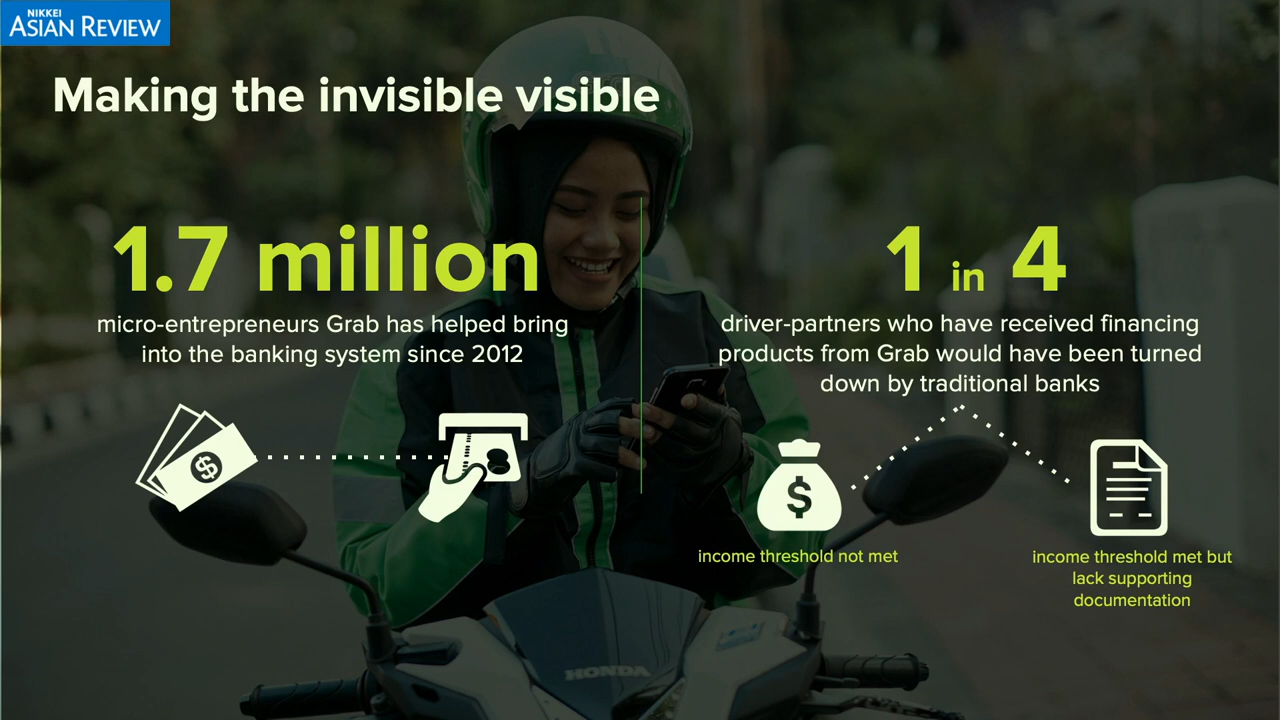 NIKKEI
ASIAN REVIEW
Making the invisible visible
1.7 million
micro-entrepreneurs Grab has helped bring
into the banking system since 2012
1 in 4
driver-partners who have received financing
products from Grab would have been turned
down by traditional banks
$
$
income threshold not met
income threshold met but
lack supporting
documentation
HONDA